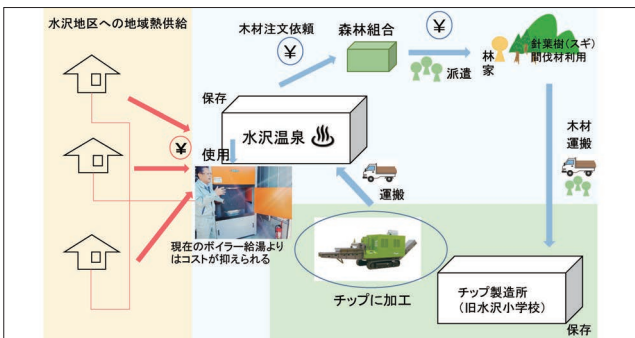 水沢地区への地域熱供給
木材注文依頼
¥
森林組合
¥
派遣
林
家
針葉樹(スギ)
間伐材利用
保存
水沢温泉
¥
使用
運搬
木材
運搬
現在のボイラー給湯より
はコストが抑えられる
チップに加工
チップ製造所
(旧水沢小学校)
保存